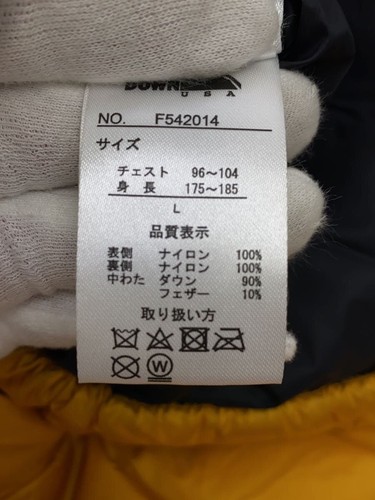 DOWN
USA
NO. F542014
サイズ
チェスト 96～104
身 長 175～185
L
品質表示
表側 ナイロン 100%
裏側 ナイロン 100%
中わた ダウン 90%
フェザー 10%
取り扱い方
W